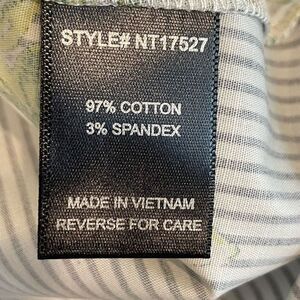 STYLE# NT17527
97% COTTON
3% SPANDEX
MADE IN VIETNAM
REVERSE FOR CARE